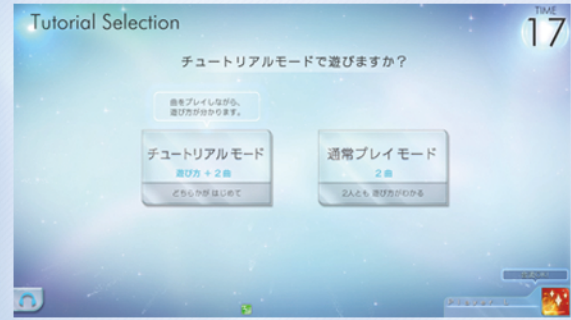 Tutorial Selection
TIME
17
チュートリアルモードで遊びますか？
曲をプレイしながら、
遊び方が分かります。
チュートリアルモード
遊び方 + 2曲
どちらかが はじめて
通常プレイモード
2曲
2人とも 遊び方がわかる